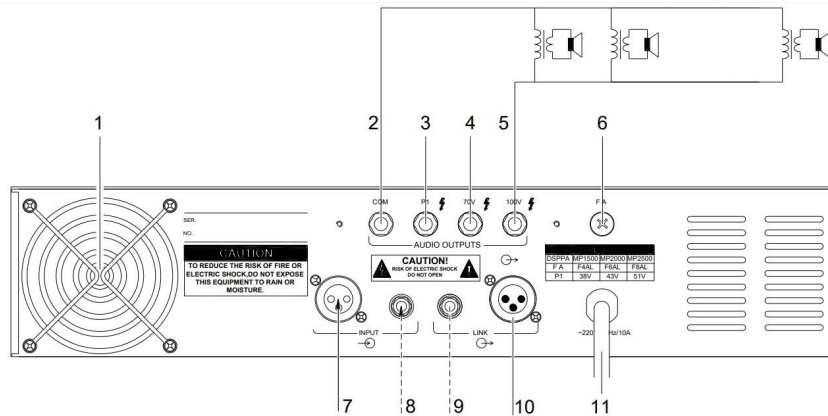 1
2
3
4
5
6
COM
P1
70V
100V
F A
SER.
NO.
AUDIO OUTPUTS
CAUTION
TO REDUCE THE RISK OF FIRE OR
ELECTRIC SHOCK,DO NOT EXPOSE
THIS EQUIPMENT TO RAIN OR
MOISTURE.
CAUTION!
RISK OF ELECTRIC SHOCK
DO NOT OPEN
DSPPA MP1500 MP2000 MP2500
F A F4AL F6AL F8AL
P1 38V 43V 51V
INPUT
LINK
~220 Hz/10A
7
8
9
10
11